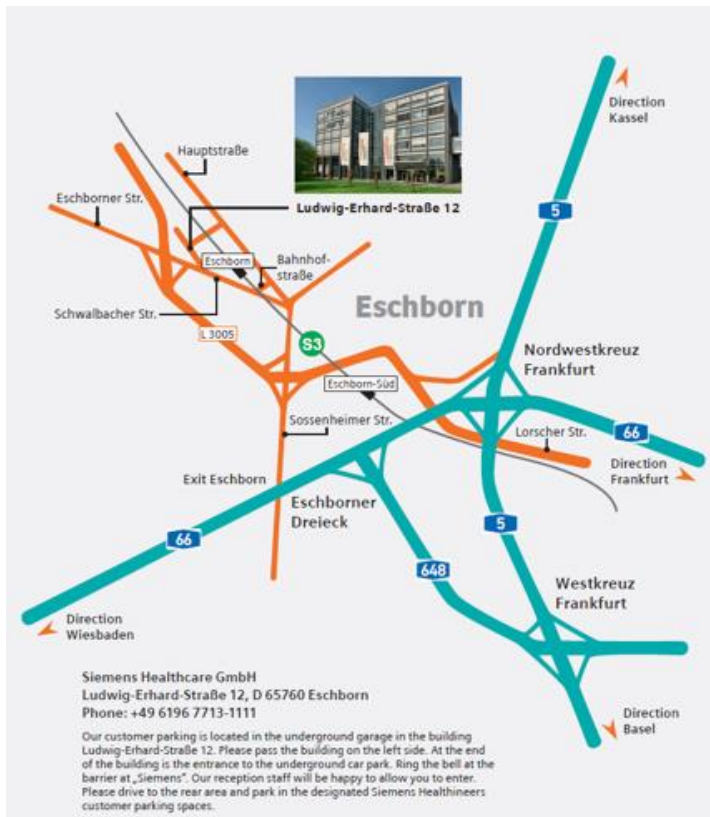 Direction
Kassel
Hauptstraße
Eschborner Str.
5
Ludwig-Erhard-Straße 12
Eschborn
Bahnhof-
straße
Schwalbacher Str.
Eschborn
L 3005
S3
Nordwestkreuz
Frankfurt
Eschborn-Süd
Sossenheimer Str.
Lorscher Str.
66
Direction
Frankfurt
Exit Eschborn
Eschborner
Dreieck
5
66
648
Westkreuz
Frankfurt
Direction
Wiesbaden
Siemens Healthcare GmbH
Ludwig-Erhard-Straße 12, D 65760 Eschborn
Phone: +49 6196 7713-1111
Direction
Basel
Our customer parking is located in the underground garage in the building
Ludwig-Erhard-Straße 12. Please pass the building on the left side. At the end
of the building is the entrance to the underground car park. Ring the bell at the
barrier at „Siemens“. Our reception staff will be happy to allow you to enter.
Please drive to the rear area and park in the designated Siemens Healthineers
customer parking spaces.